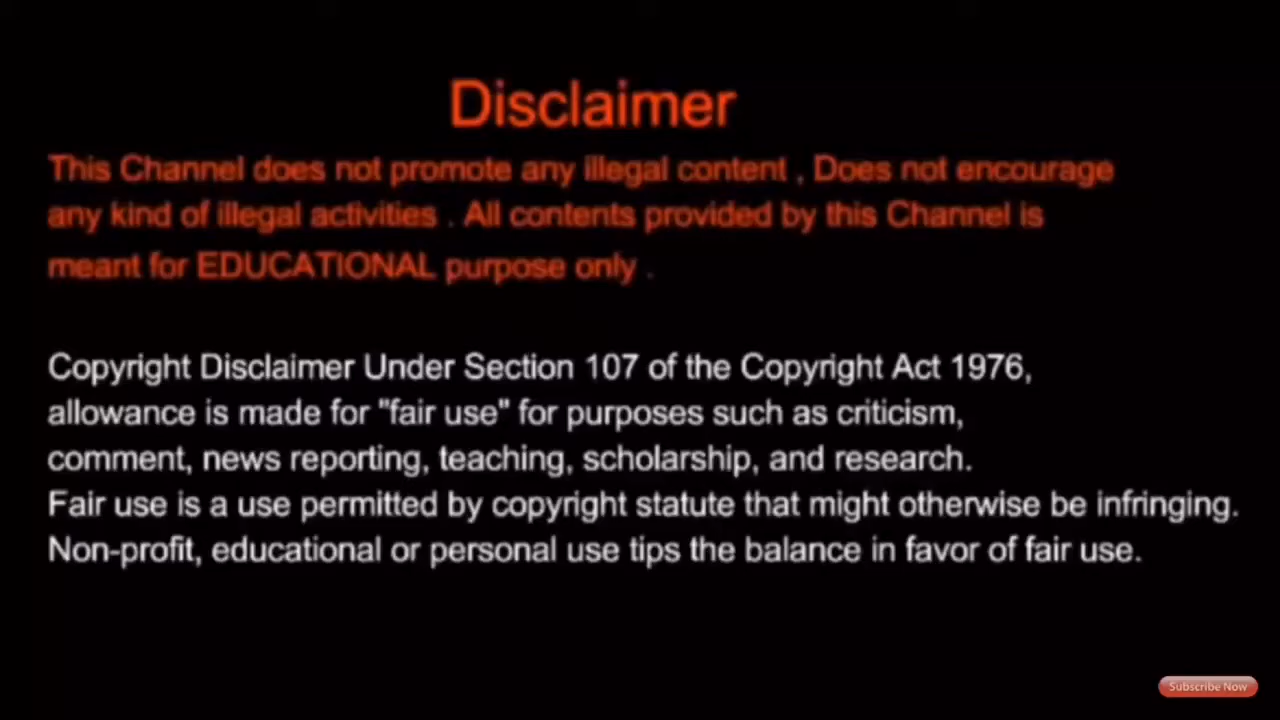 Disclaimer
This Channel does not promote any illegal content , Does not encourage
any kind of illegal activities . All contents provided by this Channel is
meant for EDUCATIONAL purpose only .
Copyright Disclaimer Under Section 107 of the Copyright Act 1976,
allowance is made for "fair use" for purposes such as criticism,
comment, news reporting, teaching, scholarship, and research.
Fair use is a use permitted by copyright statute that might otherwise be infringing.
Non-profit, educational or personal use tips the balance in favor of fair use.
Subscribe Now